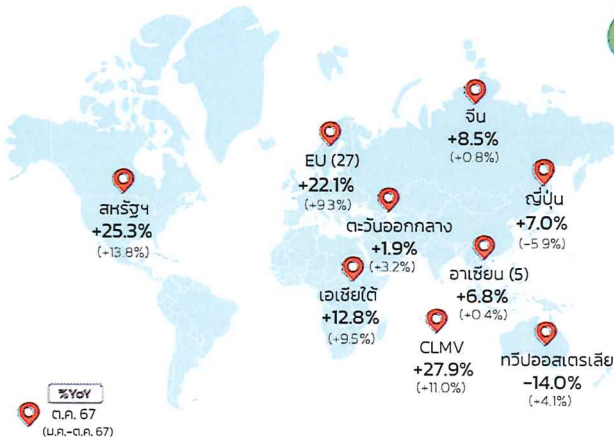 จีน
+8.5%
(+0.8%)
EU (27)
+22.1%
(+9.3%)
สหรัฐฯ
+25.3%
(+13.8%)
ญี่ปุ่น
+7.0%
(-5.9%)
ตะวันออกกลาง
+1.9%
(+3.2%)
อาเซียน (5)
+6.8%
(+0.4%)
เอเชียใต้
+12.8%
(+9.5%)
CLMV
+27.9%
(+11.0%)
ทวีปออสเตรเลีย
-14.0%
(+4.1%)
%YoY
ต.ค. 67
(ม.ค.-ต.ค. 67)